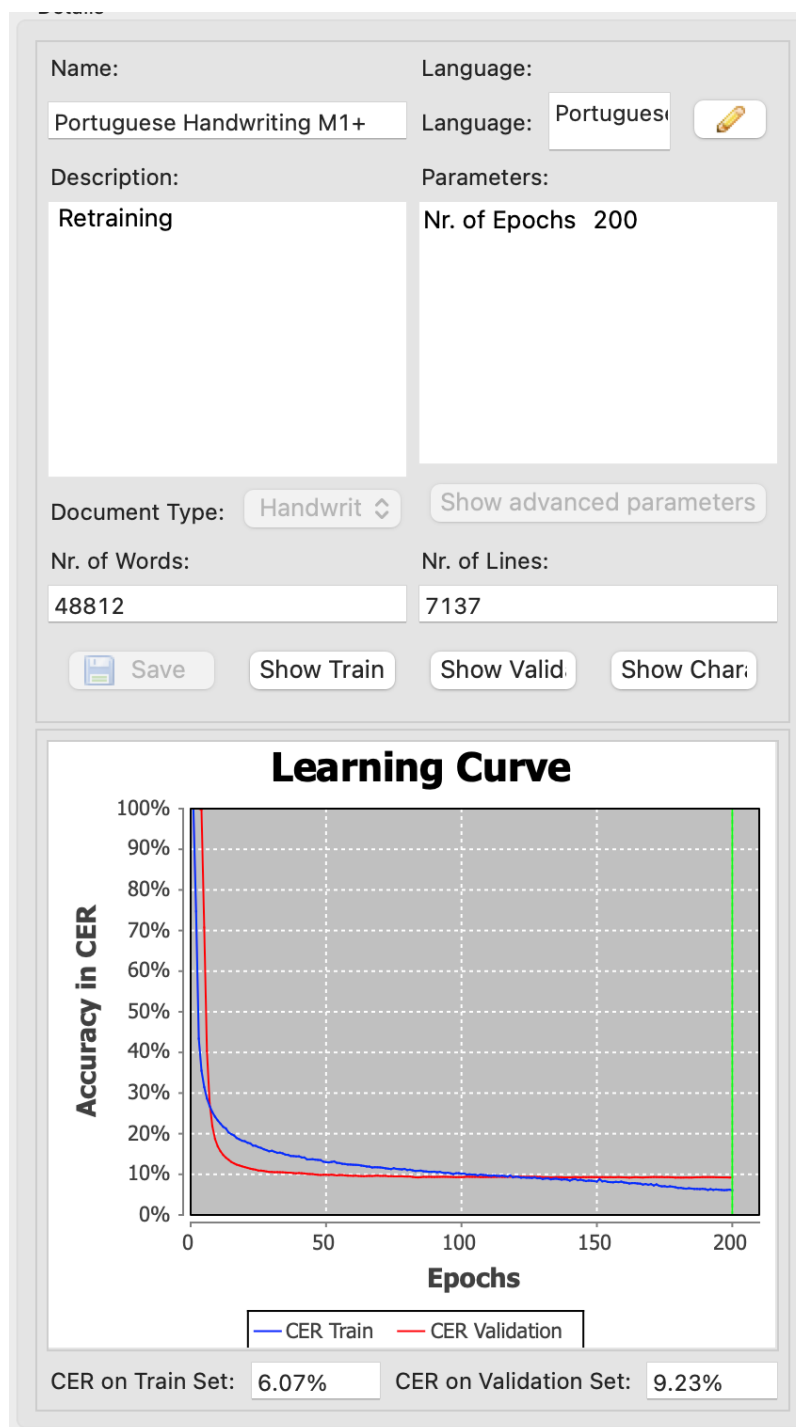 Details
Name: Language:
Portuguese Handwriting M1+ Language: Portugues
Description: Parameters:
Retraining Nr. of Epochs 200
Document Type: Handwrit Show advanced parameters
Nr. of Words: Nr. of Lines:
48812 7137
Save Show Train Show Valid Show Chara
Learning Curve
100%
90%
80%
70%
60%
50%
40%
30%
20%
10%
0%
Accuracy in CER
0 50 100 150 200
Epochs
CER Train CER Validation
CER on Train Set: 6.07% CER on Validation Set: 9.23%